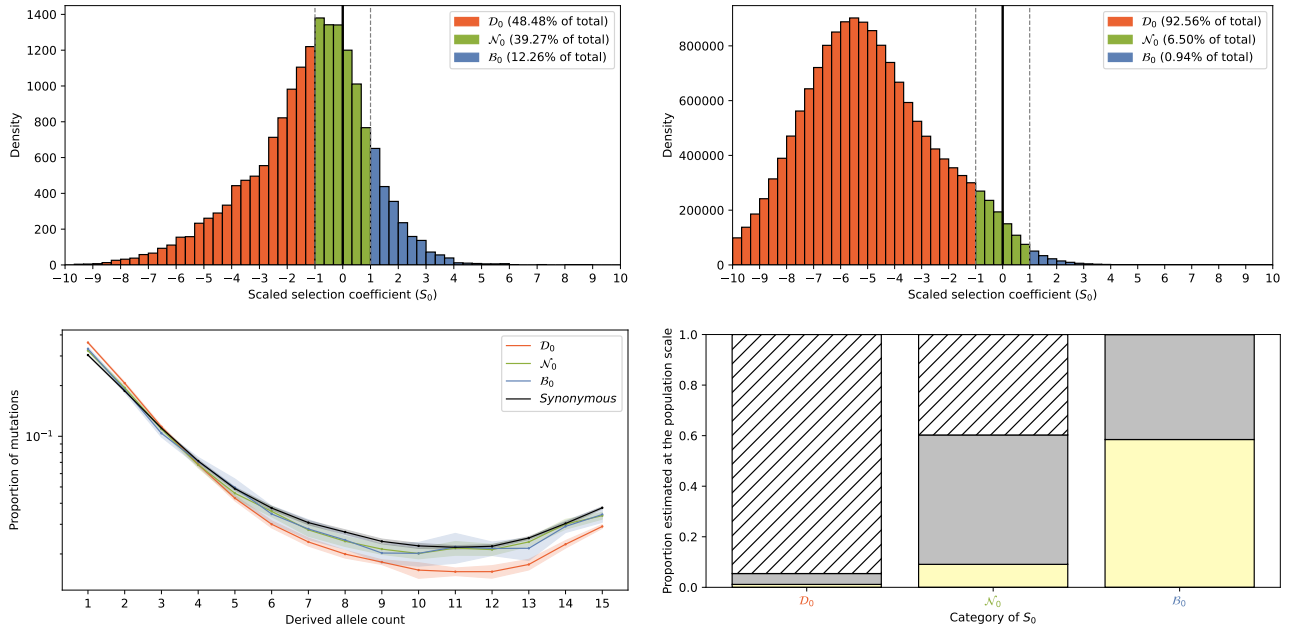 1400
1200
1000
800
600
400
200
0
Density
−10 −9 −8 −7 −6 −5 −4 −3 −2 −1 0 1 2 3 4 5 6 7 8 9 10
Scaled selection coefficient (S₀)
𝒟₀ (48.48% of total)
𝒩₀ (39.27% of total)
ℬ₀ (12.26% of total)
800000
600000
400000
200000
0
Density
−10 −9 −8 −7 −6 −5 −4 −3 −2 −1 0 1 2 3 4 5 6 7 8 9 10
Scaled selection coefficient (S₀)
𝒟₀ (92.56% of total)
𝒩₀ (6.50% of total)
ℬ₀ (0.94% of total)
10⁻¹
Proportion of mutations
1 2 3 4 5 6 7 8 9 10 11 12 13 14 15
Derived allele count
𝒟₀
𝒩₀
ℬ₀
Synonymous
1.0
0.8
0.6
0.4
0.2
0.0
Proportion estimated at the population scale
𝒟₀ 𝒩₀ ℬ₀
Category of S₀